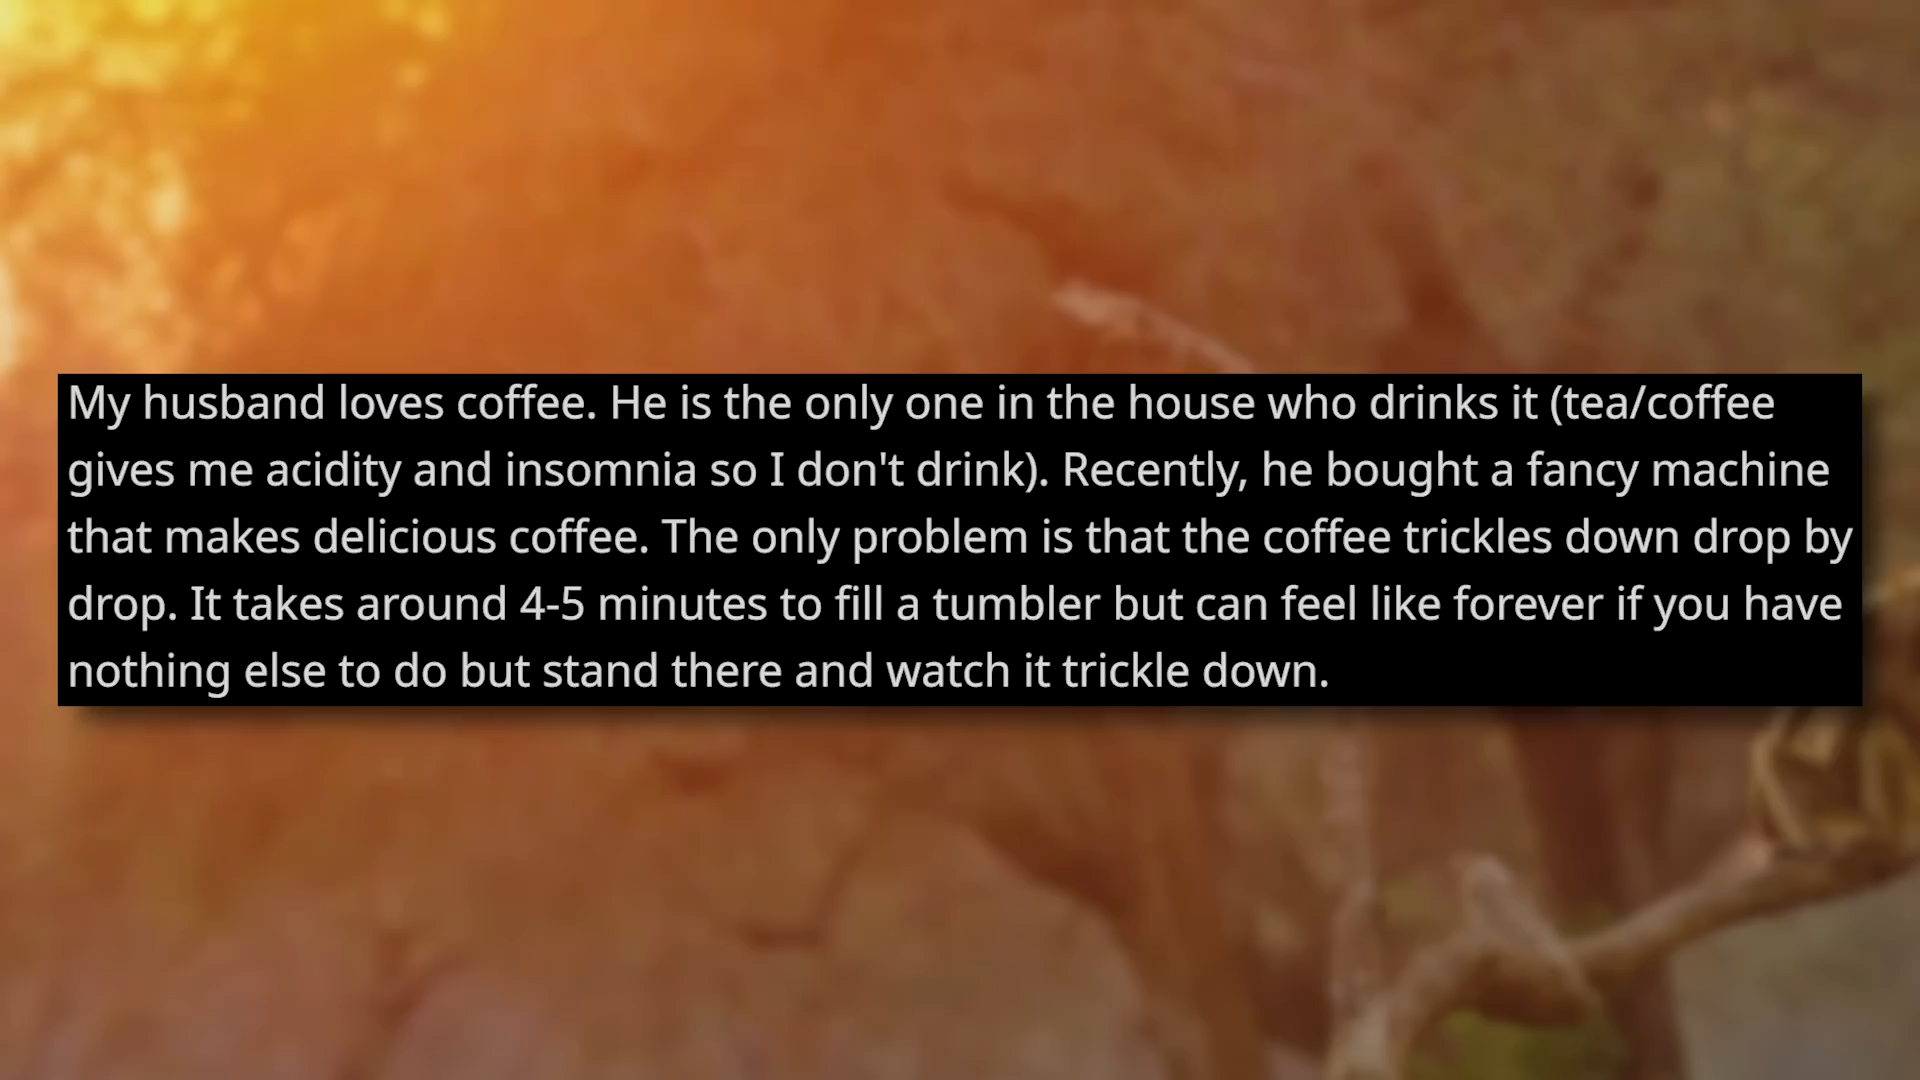 My husband loves coffee. He is the only one in the house who drinks it (tea/coffee
gives me acidity and insomnia so I don't drink). Recently, he bought a fancy machine
that makes delicious coffee. The only problem is that the coffee trickles down drop by
drop. It takes around 4-5 minutes to fill a tumbler but can feel like forever if you have
nothing else to do but stand there and watch it trickle down.